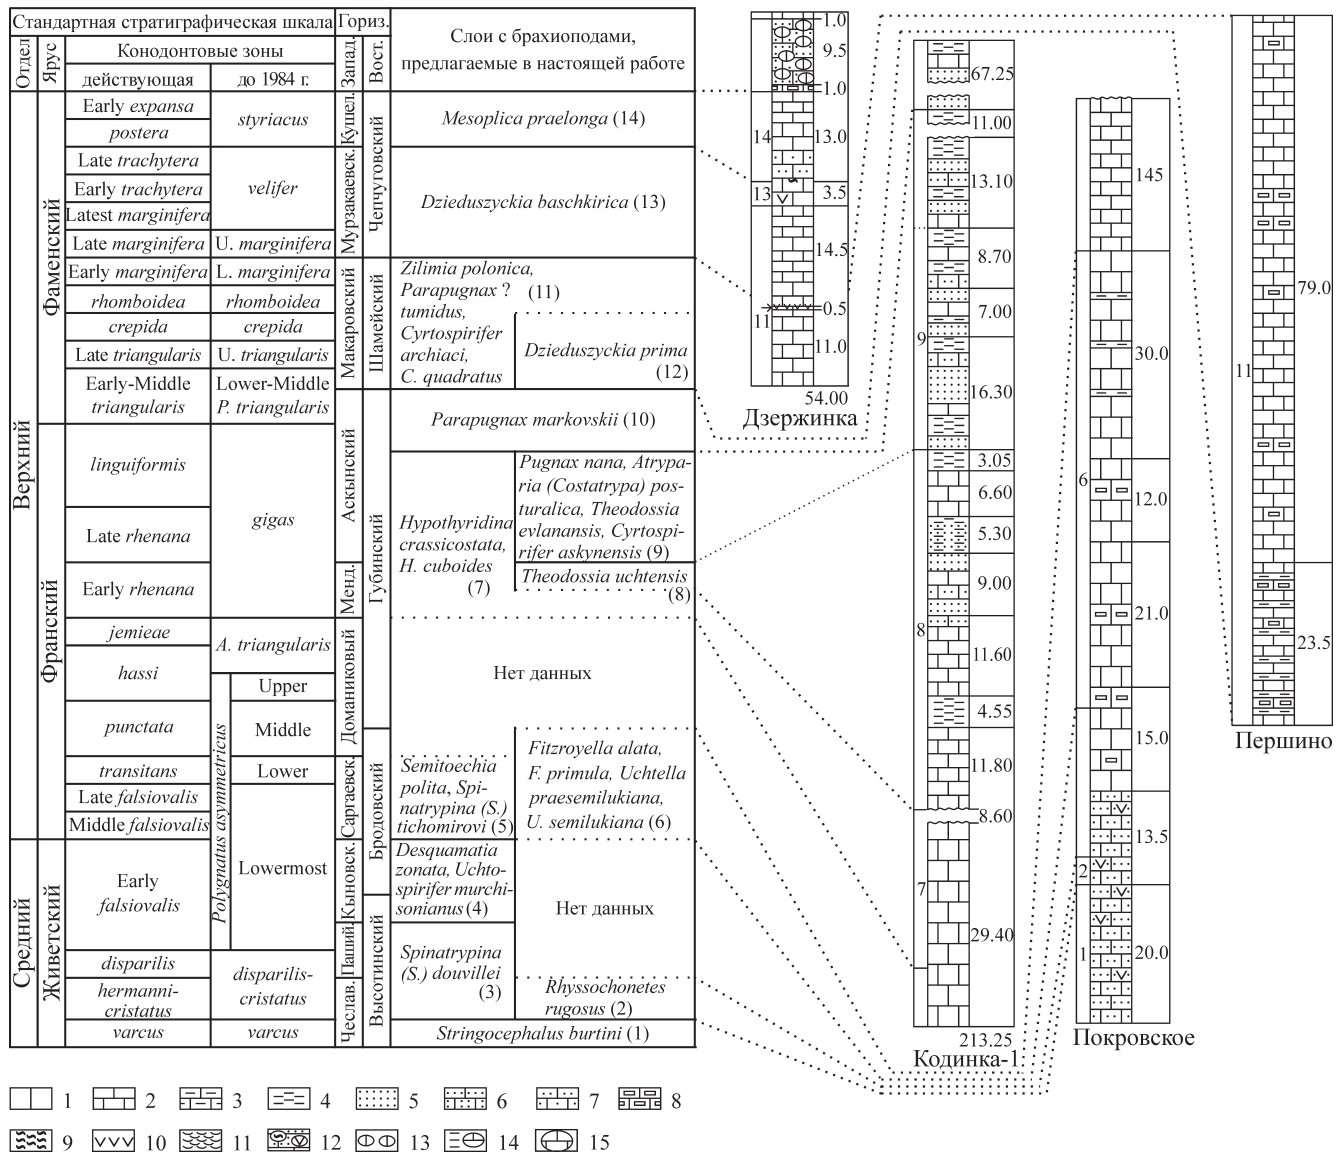 Стандартная стратиграфическая шкала
Гориз.
Отдел
Ярус
Конодонтовые зоны
действующая
до 1984 г.
Запад.
Вост.
Слои с брахиоподами,
предлагаемые в настоящей работе
Верхний
Средний
Фаменский
Франский
Живетский
Early expansa
postera
Late trachytera
Early trachytera
Latest marginifera
Late marginifera
Early marginifera
rhomboidea
crepida
Late triangularis
Early-Middle
triangularis
linguiformis
Late rhenana
Early rhenana
jemieae
hassi
punctata
transitans
Late falsiovalis
Middle falsiovalis
Early
falsiovalis
disparilis
hermanni-
cristatus
varcus
styriacus
velifer
U. marginifera
L. marginifera
rhomboidea
crepida
U. triangularis
Lower-Middle
P. triangularis
gigas
A. triangularis
Polygnatus asymmetricus
Upper
Middle
Lower
Lowermost
disparilis-
cristatus
varcus
Кушел.
Мурзакаевск.
Макаровский
Аскынский
Менд.
Доманиковый
Саргаевск.
Кыновск.
Паший.
Чеслав.
Чепчуговский
Шамейский
Губинский
Бродовский
Высотинский
Mesoplica praelonga (14)
Dzieduszyckia baschkirica (13)
Zilimia polonica,
Parapugnax ?
(11)
tumidus,
Cyrtospirifer
archiaci,
C. quadratus
Dzieduszyckia prima
(12)
Parapugnax markovskii (10)
Hypothyridina
crassicostata,
H. cuboides
(7)
Pugnax nana, Atrypa-
ria (Costatrypa) pos-
turalica, Theodossia
evlanansis, Cyrtospi-
rifer askynensis (9)
Theodossia uchtensis
(8)
Нет данных
Semitoechia
polita, Spi-
natrypina (S.)
tichomirovi (5)
Fitzroyella alata,
F. primula, Uchtella
praesemilukiana,
U. semilukiana (6)
Desquamatia
zonata, Uchto-
spirifer murchi-
sonianus (4)
Нет данных
Spinatrypina
(S.) douvillei
(3)
Rhyssochonetes
rugosus (2)
Stringocephalus burtini (1)
1.0
9.5
1.0
14
13.0
13
3.5
14.5
0.5
11
11.0
54.00
Дзержинка
67.25
11.00
13.10
8.70
7.00
9
16.30
3.05
6.60
5.30
9.00
8
11.60
4.55
11.80
8.60
7
29.40
213.25
Кодинка-1
145
30.0
6
12.0
21.0
15.0
13.5
2
1
20.0
Покровское
79.0
11
23.5
Першино
1 2 3 4 5 6 7 8
9 10 11 12 13 14 15